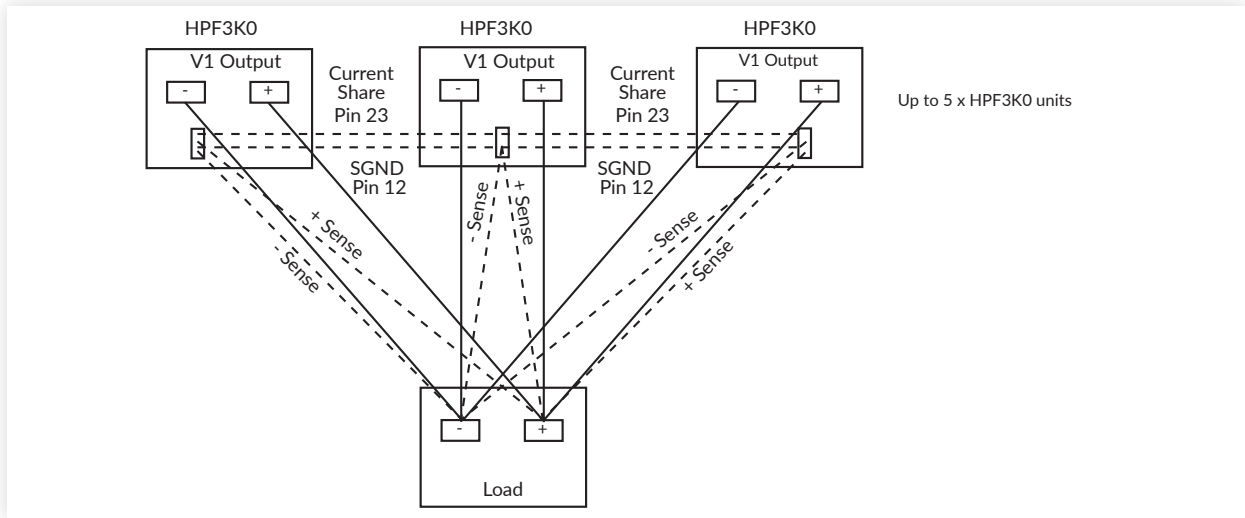 HPF3K0
HPF3K0
HPF3K0
V1 Output
V1 Output
V1 Output
-
+
-
+
-
+
Current
Share
Pin 23
Current
Share
Pin 23
Up to 5 x HPF3K0 units
SGND
Pin 12
SGND
Pin 12
- Sense
+ Sense
- Sense
+ Sense
- Sense
+ Sense
-
+
Load